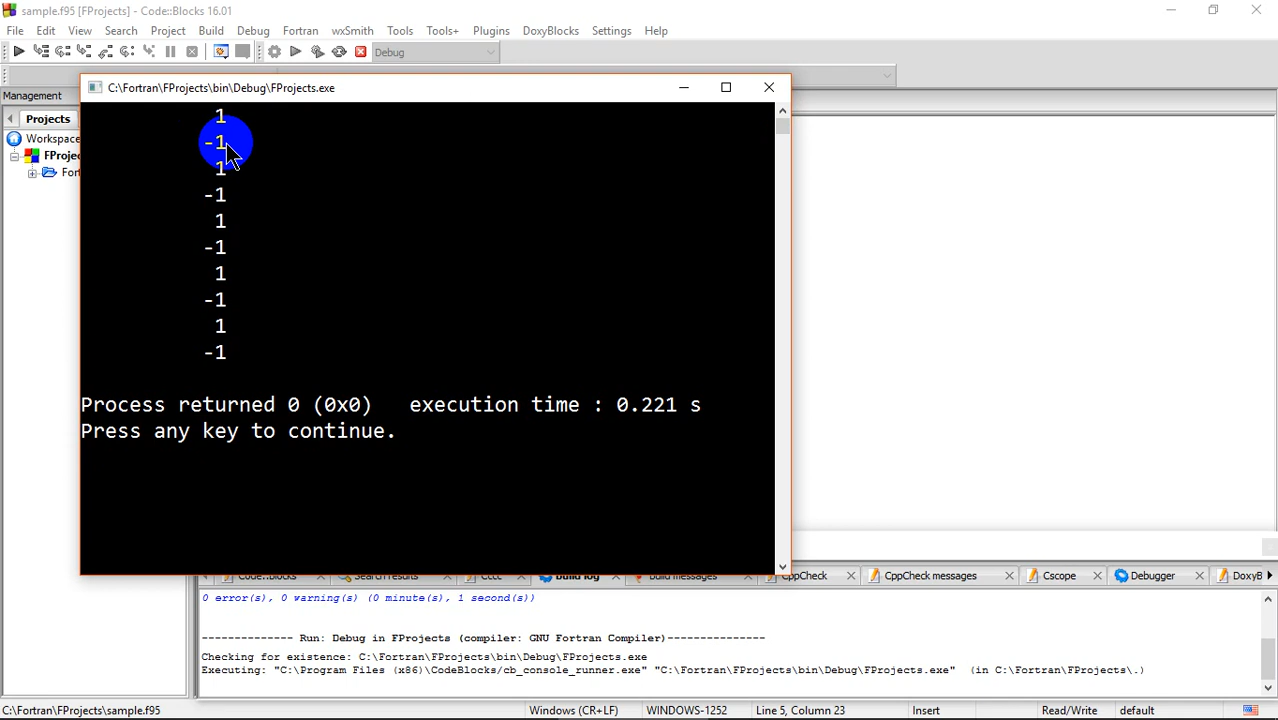 sample.f95 [FProjects] - Code::Blocks 16.01
File Edit View Search Project Build Debug Fortran wxSmith Tools Tools+ Plugins DoxyBlocks Settings Help
Debug
C:\Fortran\FProjects\bin\Debug\FProjects.exe
Management
Projects
Workspace
FProjec
Fort
1
-1
1
-1
1
-1
1
-1
1
-1
Process returned 0 (0x0)   execution time : 0.221 s
Press any key to continue.
Code::Blocks Search results Cccc Build log Build messages CppCheck CppCheck messages Cscope Debugger DoxyB
0 error(s), 0 warning(s) (0 minute(s), 1 second(s))
-------------- Run: Debug in FProjects (compiler: GNU Fortran Compiler)---------------
Checking for existence: C:\Fortran\FProjects\bin\Debug\FProjects.exe
Executing: "C:\Program Files (x86)\CodeBlocks/cb_console_runner.exe" "C:\Fortran\FProjects\bin\Debug\FProjects.exe"  (in C:\Fortran\FProjects\.)
C:\Fortran\FProjects\sample.f95 Windows (CR+LF) WINDOWS-1252 Line 5, Column 23 Insert Read/Write default